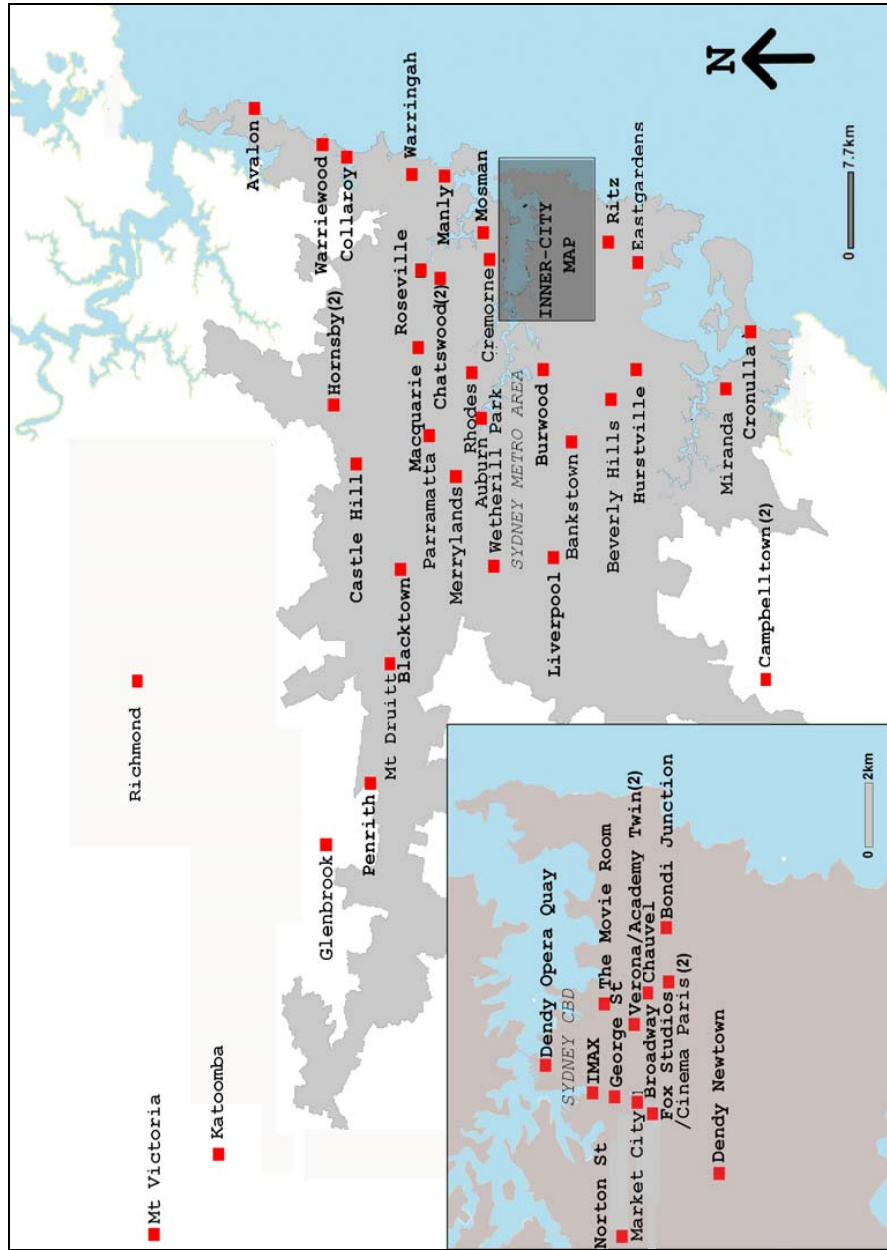 Mt Victoria
Katoomba
Richmond
Glenbrook
Penrith
Mt Druitt
Blacktown
Castle Hill
Hornsby(2)
Avalon
Warriewood
Collaroy
Warringah
Roseville
Manly
Macquarie
Chatswood(2)
Parramatta
Mosman
Rhodes
Cremorne
Merrylands
Auburn
Wetherill Park
SYDNEY METRO AREA
INNER-CITY
MAP
Burwood
Liverpool
Bankstown
Ritz
Beverly Hills
Eastgardens
Hurstville
Miranda
Cronulla
Campbelltown(2)
N
0 7.7km
Dendy Opera Quay
SYDNEY CBD
IMAX
The Movie Room
George St
Norton St
Verona/Academy Twin(2)
Market City
Broadway
Chauvel
Fox Studios
/Cinema Paris(2)
Bondi Junction
Dendy Newtown
0 2km